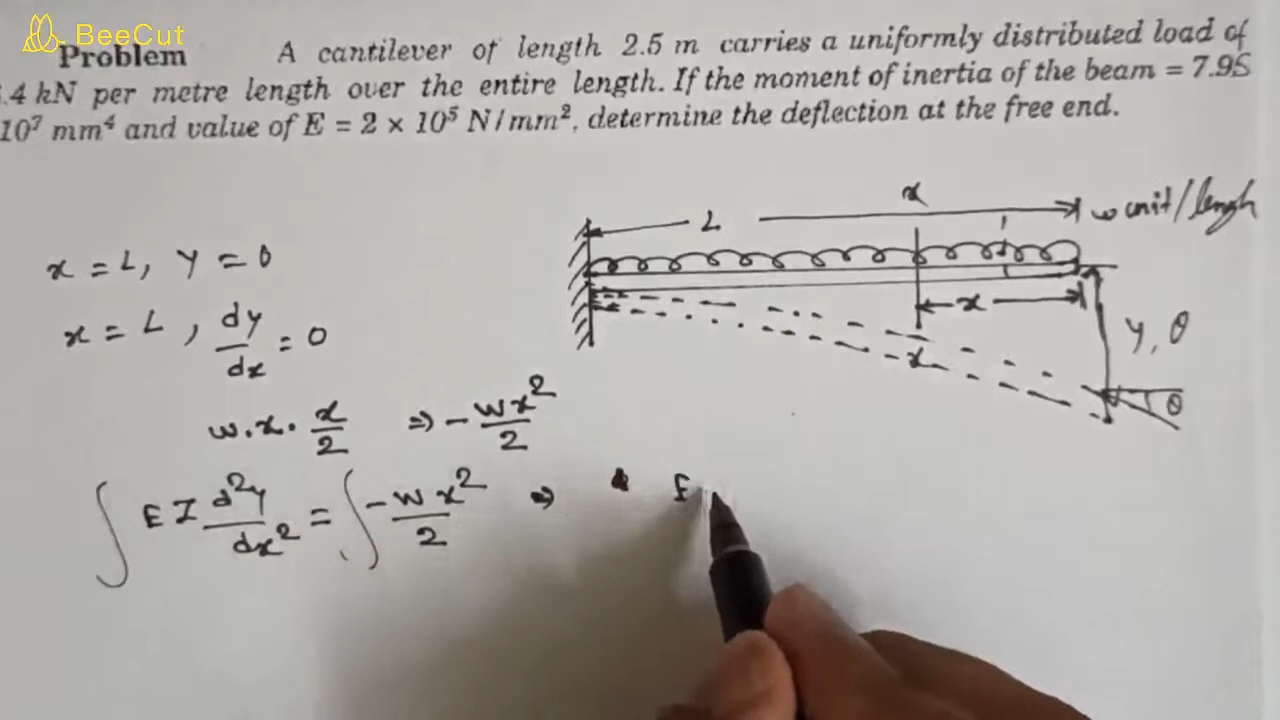 BeeCut
Problem A cantilever of length 2.5 m carries a uniformly distributed load of
.4 kN per metre length over the entire length. If the moment of inertia of the beam = 7.95
10⁷ mm⁴ and value of E = 2 × 10⁵ N/mm², determine the deflection at the free end.
x
L
w unit/lengh
x = L, y = 0
x
x = L, dy/dx = 0
y, θ
x
θ
w.x. x/2 ⇒ - wx²/2
∫ EI d²y/dx² = ∫ - wx²/2 ⇒ E